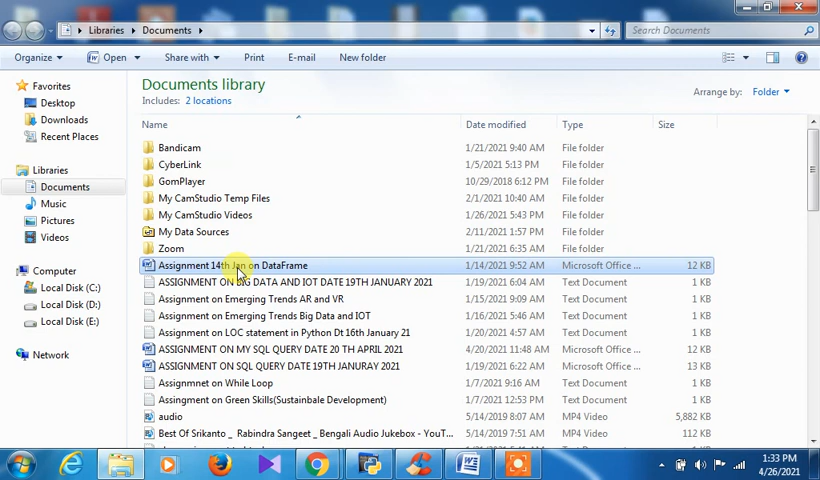 Libraries Documents Search Documents
Organize Open Share with Print E-mail New folder
Favorites
Desktop
Downloads
Recent Places
Libraries
Documents
Music
Pictures
Videos
Computer
Local Disk (C:)
Local Disk (D:)
Local Disk (E:)
Network
Documents library
Includes: 2 locations
Arrange by: Folder
Name Date modified Type Size
Bandicam 1/21/2021 9:40 AM File folder
CyberLink 1/5/2021 5:13 PM File folder
GomPlayer 10/29/2018 6:12 PM File folder
My CamStudio Temp Files 2/1/2021 10:40 AM File folder
My CamStudio Videos 1/26/2021 5:43 PM File folder
My Data Sources 2/11/2021 1:57 PM File folder
Zoom 1/21/2021 6:35 AM File folder
Assignment 14th Jan on DataFrame 1/14/2021 9:52 AM Microsoft Office ... 12 KB
ASSIGNMENT ON BIG DATA AND IOT DATE 19TH JANUARY 2021 1/19/2021 6:04 AM Text Document 1 KB
Assignment on Emerging Trends AR and VR 1/15/2021 9:09 AM Text Document 1 KB
Assignment on Emerging Trends Big Data and IOT 1/16/2021 5:46 AM Text Document 1 KB
Assignment on LOC statement in Python Dt 16th January 21 1/20/2021 4:57 AM Text Document 1 KB
ASSIGNMENT ON MY SQL QUERY DATE 20 TH APRIL 2021 4/20/2021 11:48 AM Microsoft Office ... 12 KB
ASSIGNMENT ON SQL QUERY DATE 19TH JANURAY 2021 1/19/2021 6:22 AM Microsoft Office ... 13 KB
Assignmnet on While Loop 1/7/2021 9:16 AM Text Document 1 KB
Assingment on Green Skills(Sustainbale Development) 1/7/2021 12:53 PM Text Document 1 KB
audio 5/14/2019 8:07 AM MP4 Video 5,882 KB
Best Of Srikanto _ Rabindra Sangeet _ Bengali Audio Jukebox - YouT... 5/14/2019 8:33 AM MP4 Video 112 KB
1:33 PM
4/26/2021